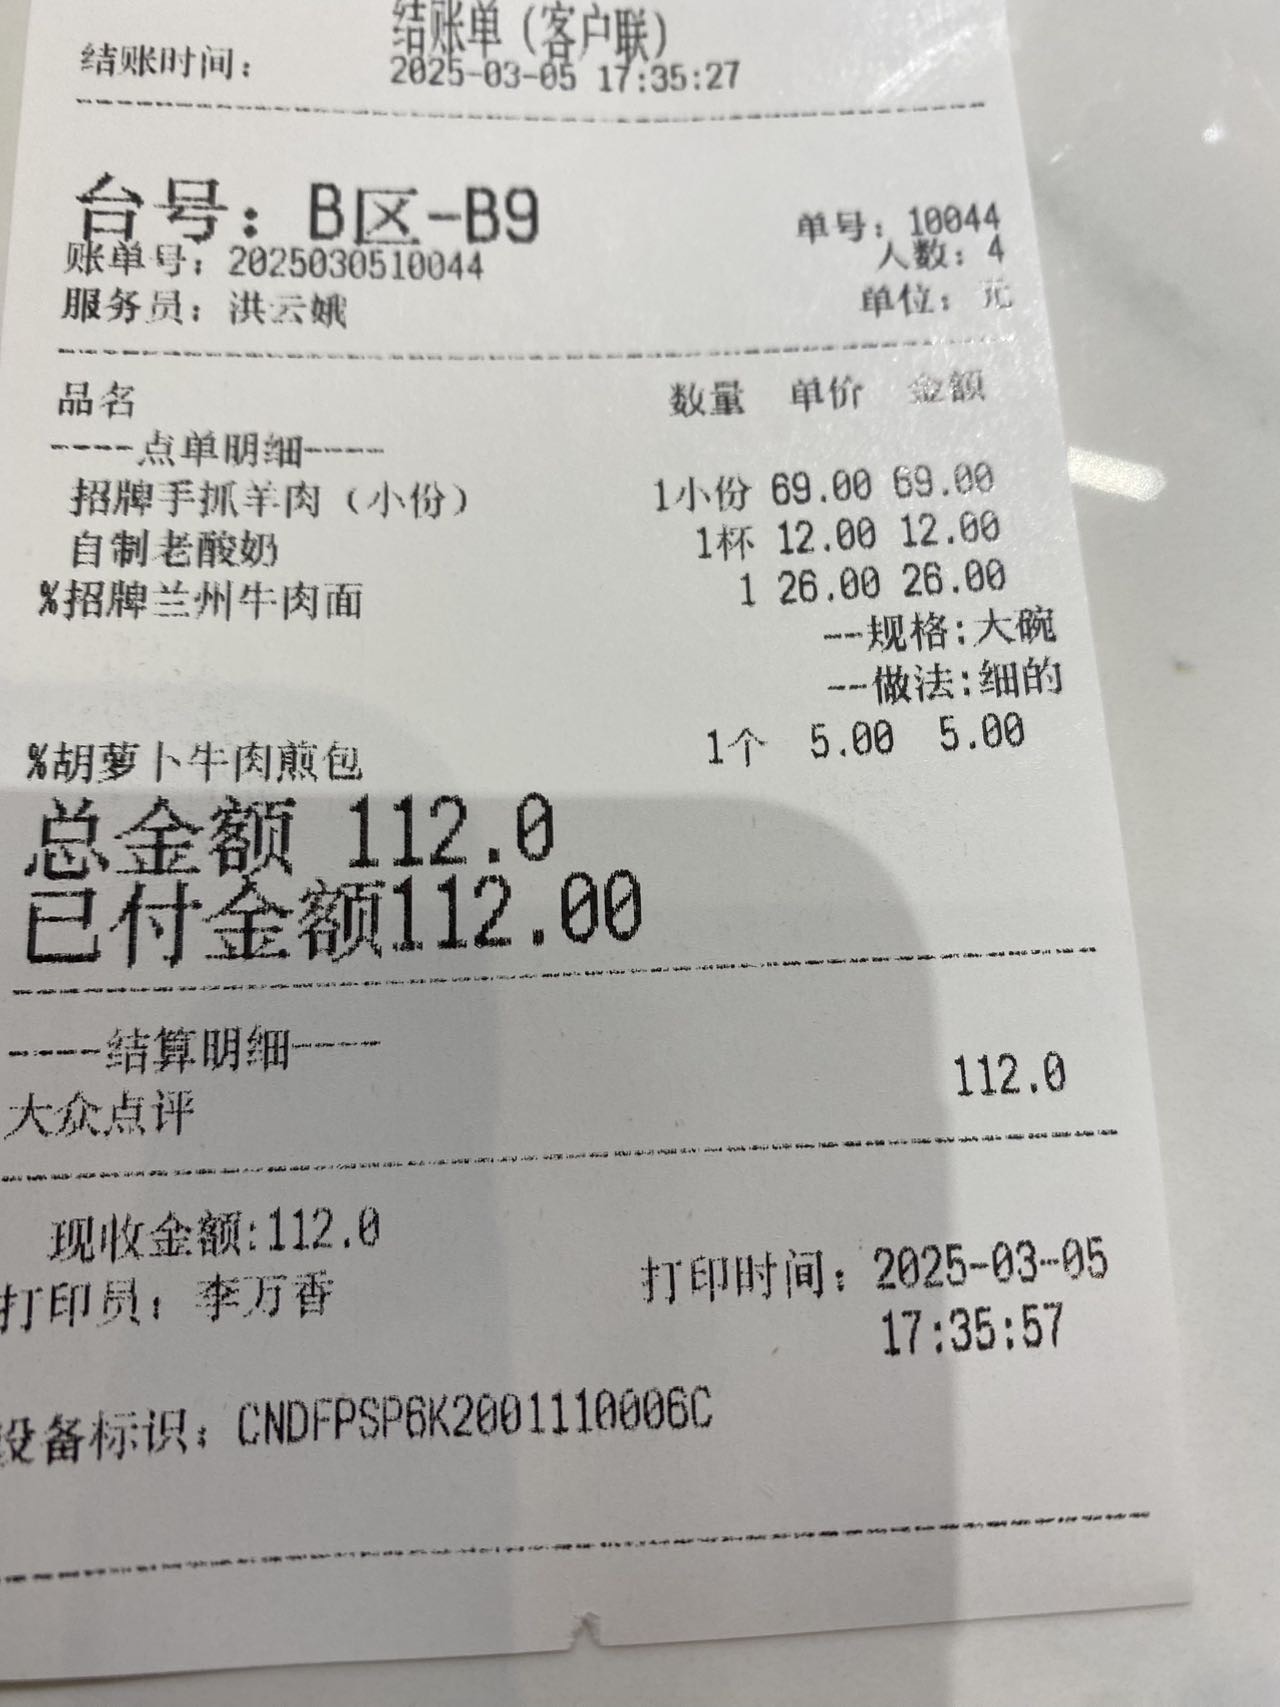 结账单（客户联）
结账时间： 2025-03-05 17:35:27
台号：B区-B9
单号：10044
账单号：2025030510044 人数：4
服务员：洪云娥 单位：元
品名 数量 单价 金额
----点单明细----
招牌手抓羊肉（小份） 1小份 69.00 69.00
自制老酸奶 1杯 12.00 12.00
%招牌兰州牛肉面 1 26.00 26.00
--规格:大碗
--做法:细的
%胡萝卜牛肉煎包 1个 5.00 5.00
总金额 112.0
已付金额112.00
----结算明细----
大众点评 112.0
现收金额:112.0
打印员：李万香 打印时间：2025-03-05
17:35:57
设备标识：CNDFPSP6K2001110006C